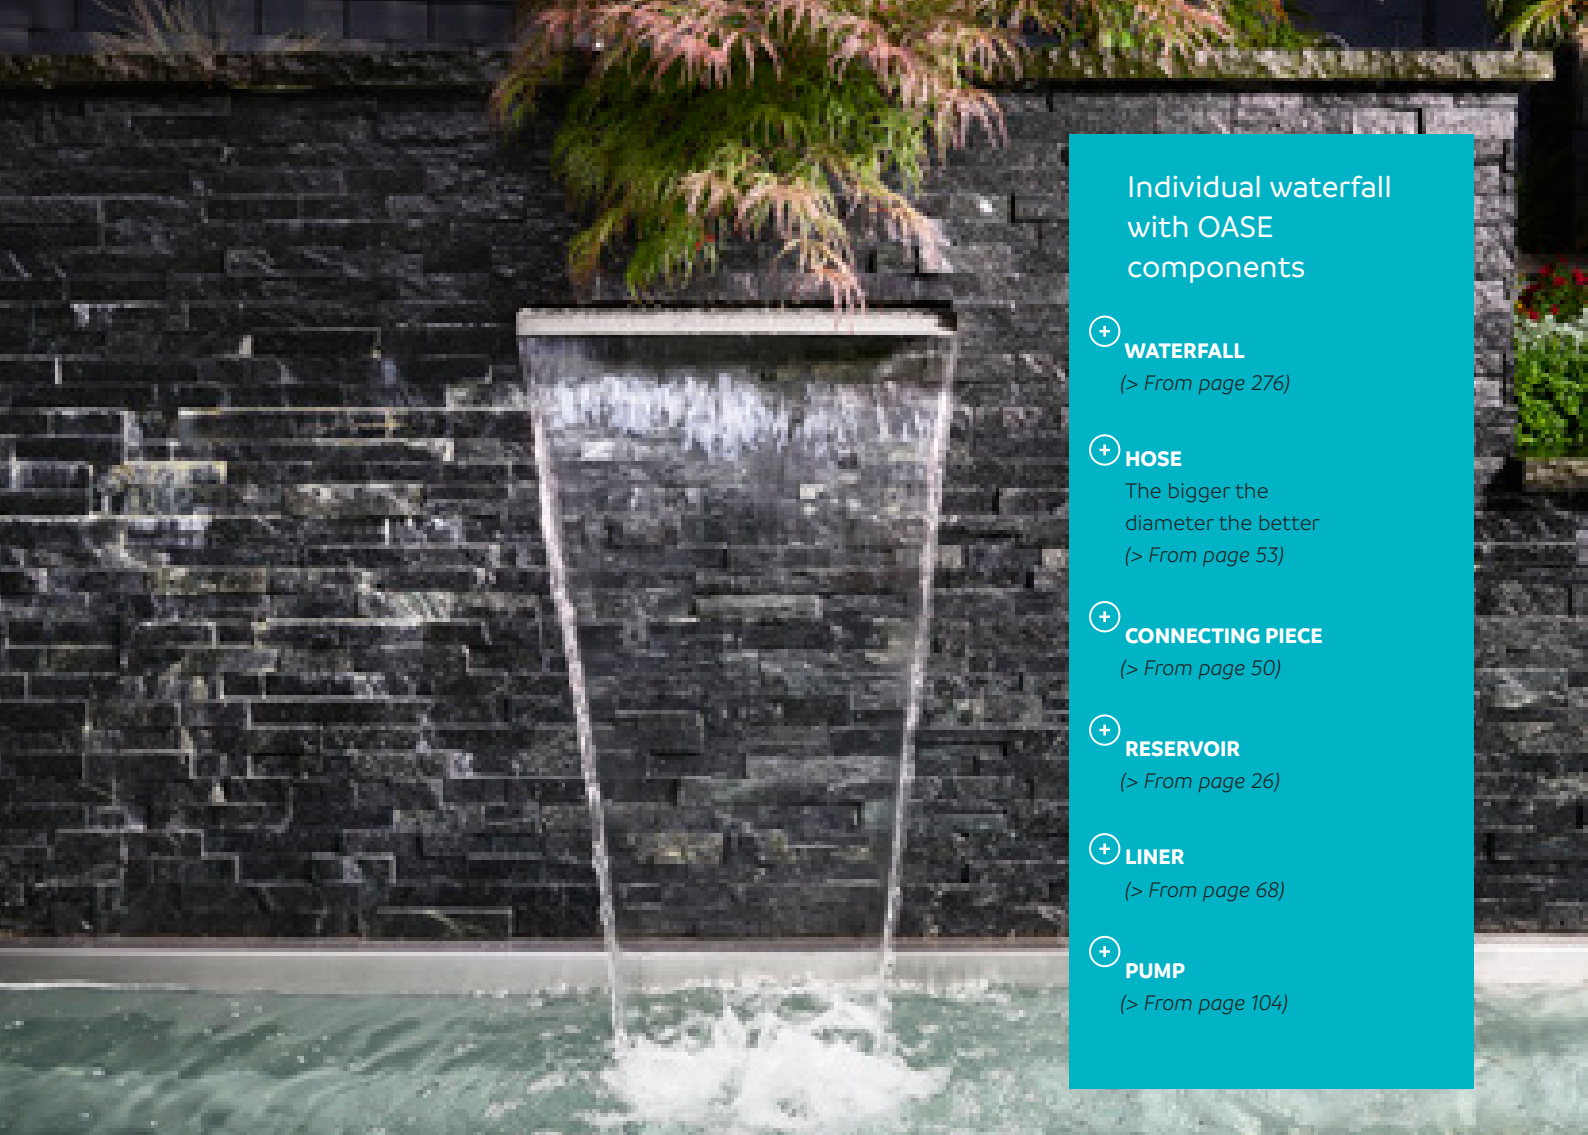 Individual waterfall
with OASE
components
WATERFALL
(> From page 276)
HOSE
The bigger the
diameter the better
(> From page 53)
CONNECTING PIECE
(> From page 50)
RESERVOIR
(> From page 26)
LINER
(> From page 68)
PUMP
(> From page 104)